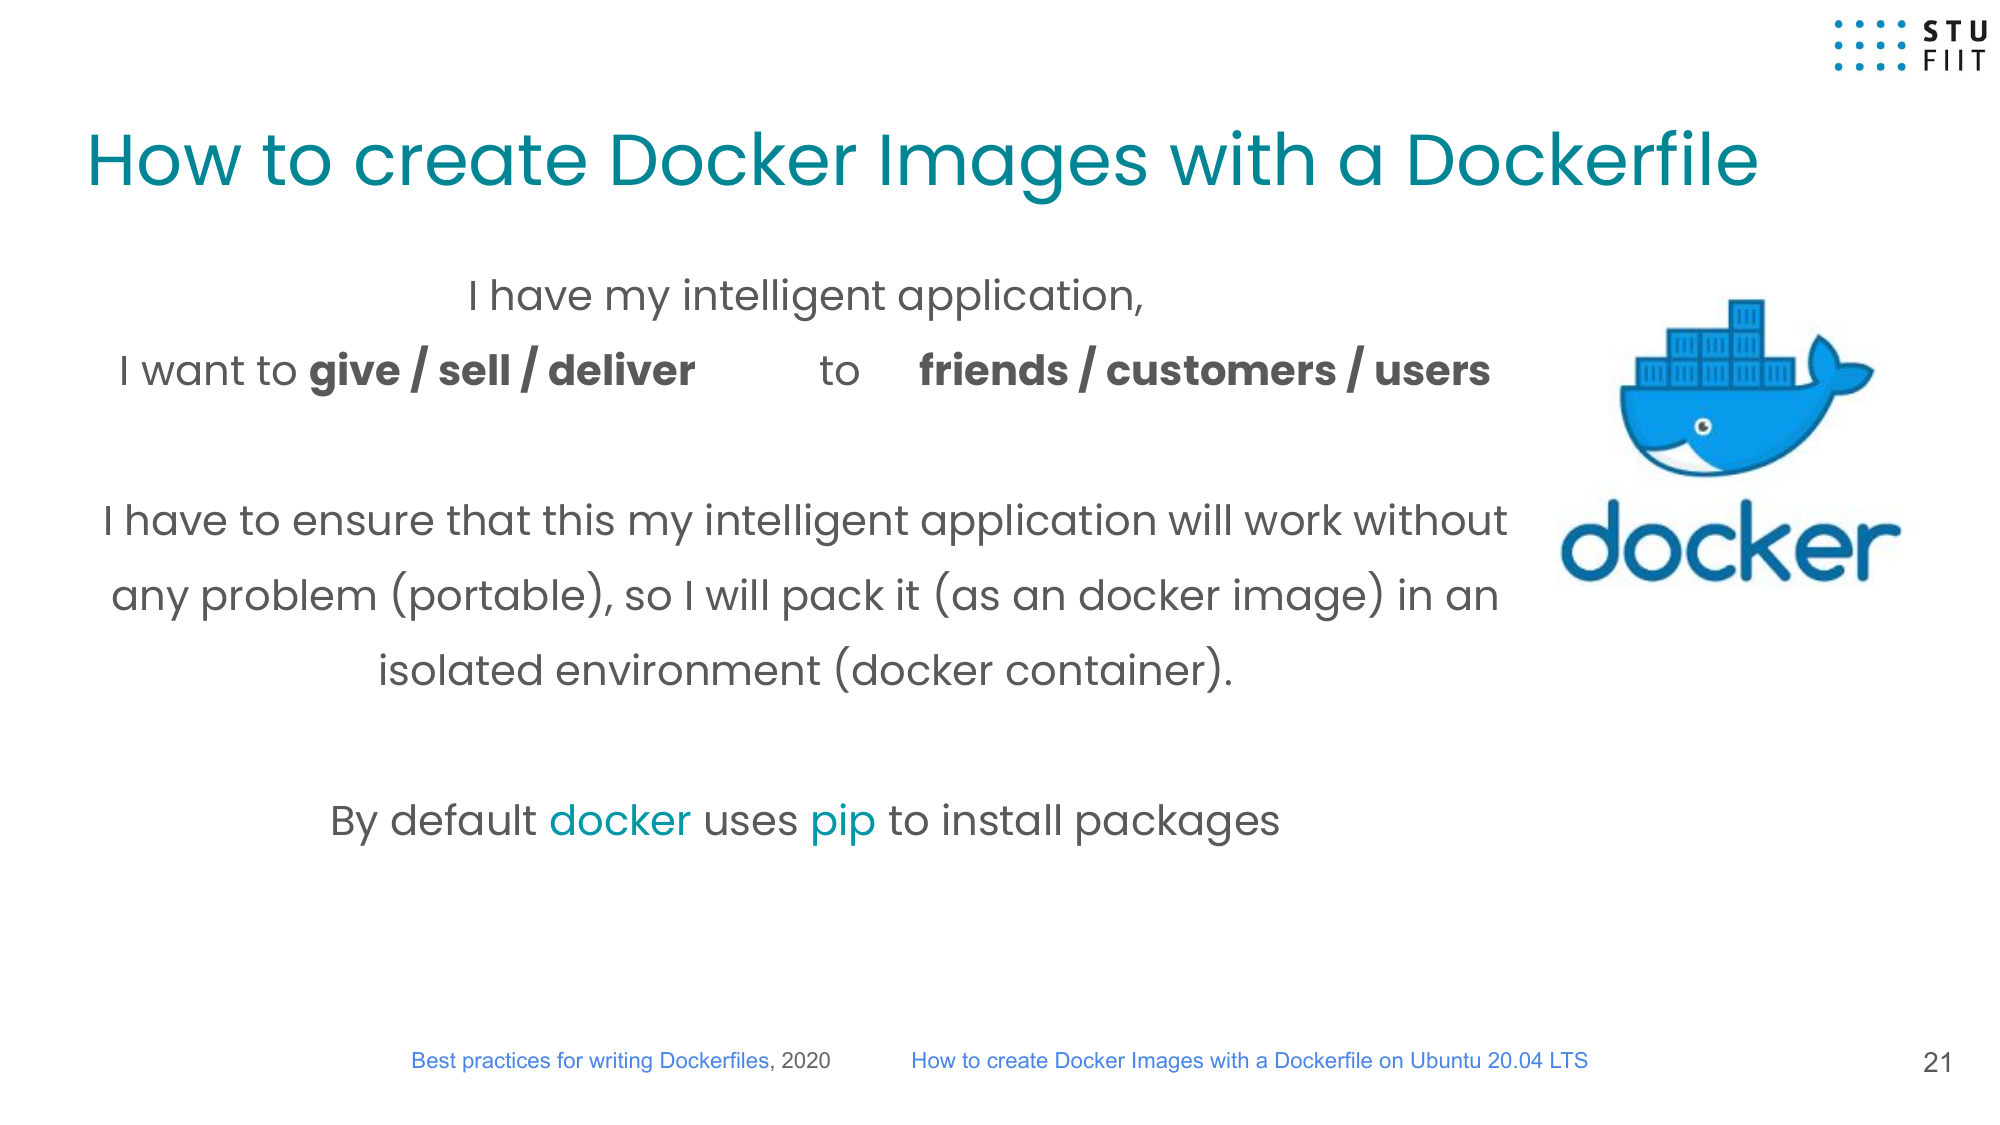 STU
FIIT
How to create Docker Images with a Dockerfile
I have my intelligent application,
I want to give / sell / deliver to friends / customers / users
I have to ensure that this my intelligent application will work without
any problem (portable), so I will pack it (as an docker image) in an
isolated environment (docker container).
docker
By default docker uses pip to install packages
Best practices for writing Dockerfiles, 2020 How to create Docker Images with a Dockerfile on Ubuntu 20.04 LTS
21